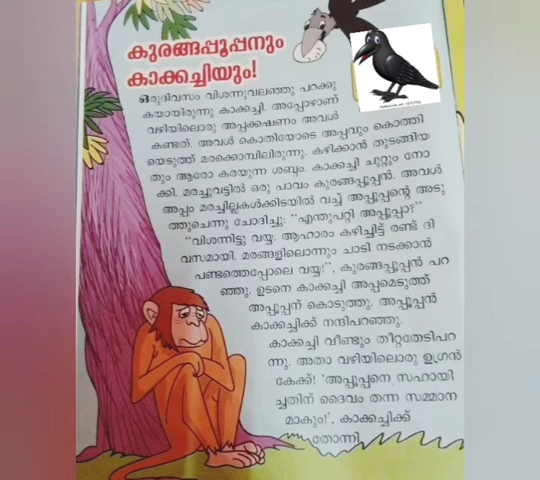 കുരങ്ങപ്പൂപ്പനും
കാക്കച്ചിയും!
ഒരുദിവസം വിശന്നുവലഞ്ഞു പറക്കു
കയായിരുന്നു കാക്കച്ചി. അപ്പോഴാണ്
വഴിയിലൊരു അപ്പക്കഷണം അവൾ
കണ്ടത്. അവൾ കൊതിയോടെ അപ്പവും കൊത്തി
യെടുത്ത് മരക്കൊമ്പിലിരുന്നു. കഴിക്കാൻ തുടങ്ങിയ
തും ആരോ കരയുന്ന ശബ്ദം. കാക്കച്ചി ചുറ്റും നോ
ക്കി. മരച്ചുവട്ടിൽ ഒരു പാവം കുരങ്ങപ്പൂപ്പൻ. അവൾ
അപ്പം മരച്ചില്ലകൾക്കിടയിൽ വച്ച് അപ്പൂപ്പന്റെ അടു
ത്തുചെന്നു ചോദിച്ചു: ‘‘എന്തുപറ്റി അപ്പൂപ്പാ?’’
‘‘വിശന്നിട്ടു വയ്യ. ആഹാരം കഴിച്ചിട്ട് രണ്ട് ദി
വസമായി. മരങ്ങളിലൊന്നും ചാടി നടക്കാൻ
പണ്ടത്തെപ്പോലെ വയ്യ!’’, കുരങ്ങപ്പൂപ്പൻ പറ
ഞ്ഞു. ഉടനെ കാക്കച്ചി അപ്പമെടുത്ത്
അപ്പൂപ്പന് കൊടുത്തു. അപ്പൂപ്പൻ
കാക്കച്ചിക്ക് നന്ദിപറഞ്ഞു.
കാക്കച്ചി വീണ്ടും തീറ്റതേടിപറ
ന്നു. അതാ വഴിയിലൊരു ഉഗ്രൻ
കേക്ക്! ‘അപ്പൂപ്പനെ സഹായി
ച്ചതിന് ദൈവം തന്ന സമ്മാന
മാകും!’, കാക്കച്ചിക്ക്
തോന്നി